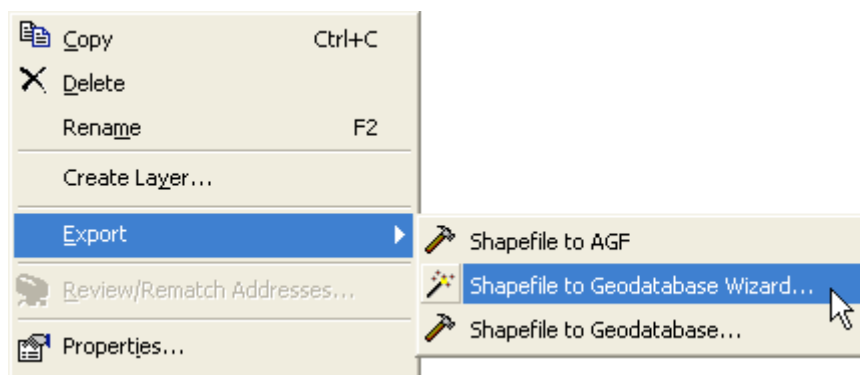 Copy Ctrl+C
Delete
Rename F2
Create Layer...
Export
Shapefile to AGF
Shapefile to Geodatabase Wizard...
Shapefile to Geodatabase...
Review/Rematch Addresses...
Properties...